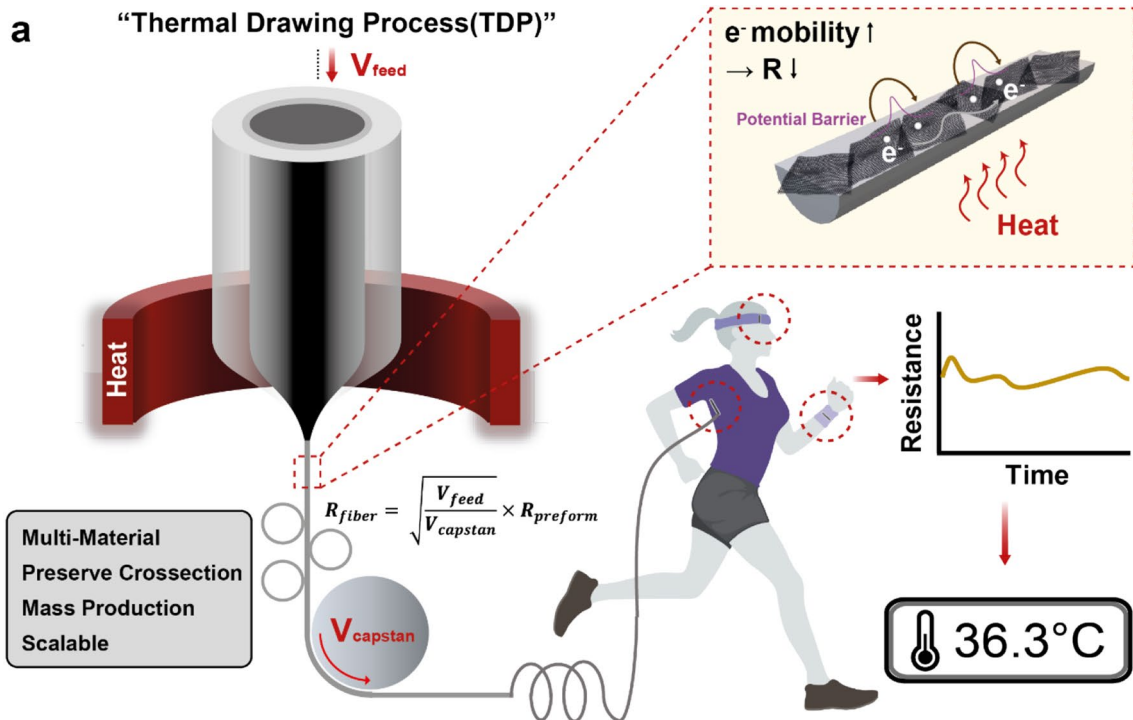 a
"Thermal Drawing Process(TDP)"
Vfeed
Heat
e- mobility ↑
→ R ↓
Potential Barrier
e-
e-
Heat
R_fiber = √(V_feed / V_capstan) × R_preform
Multi-Material
Preserve Crossection
Mass Production
Scalable
Vcapstan
Resistance
Time
36.3°C